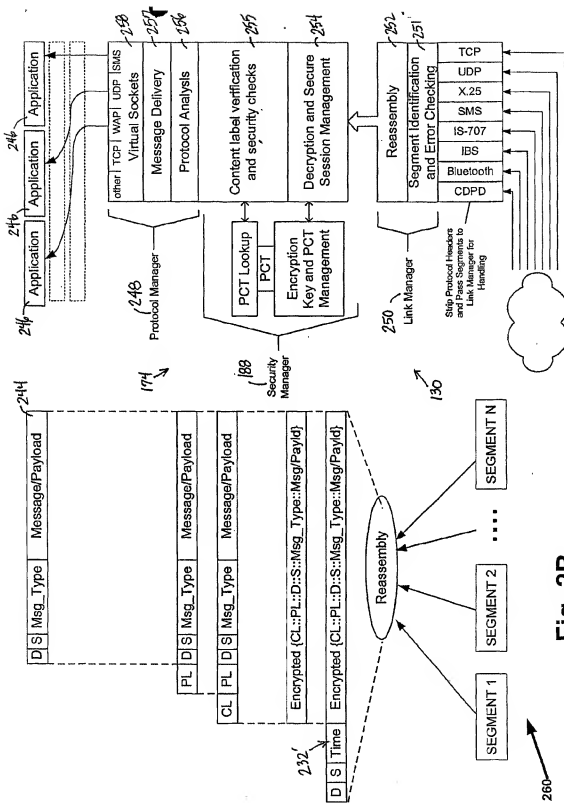 246 Application
246 Application
246 Application
other TCP WAP UDP SMS
Virtual Sockets
258
Message Delivery
257
Protocol Analysis
256
Content label verification
and security checks
255
Decryption and Secure
Session Management
254
Protocol Manager
248
PCT Lookup
PCT
Encryption
Key and PCT
Management
188
Security
Manager
Reassembly
252
Segment Identification
and Error Checking
251'
250
Link Manager
Strip Protocol Headers
and Pass Segments to
Link Manager for
Handling
TCP
UDP
X.25
SMS
IS-707
IBS
Bluetooth
CDPD
174
130
244
D S Msg_Type Message/Payload
PL D S Msg_Type Message/Payload
CL PL D S Msg_Type Message/Payload
Encrypted {CL::PL::D::S::Msg_Type::Msg/Payld}
D S Time Encrypted {CL::PL::D::S::Msg_Type::Msg/Payld}
232'
Reassembly
SEGMENT 1
SEGMENT 2
....
SEGMENT N
260